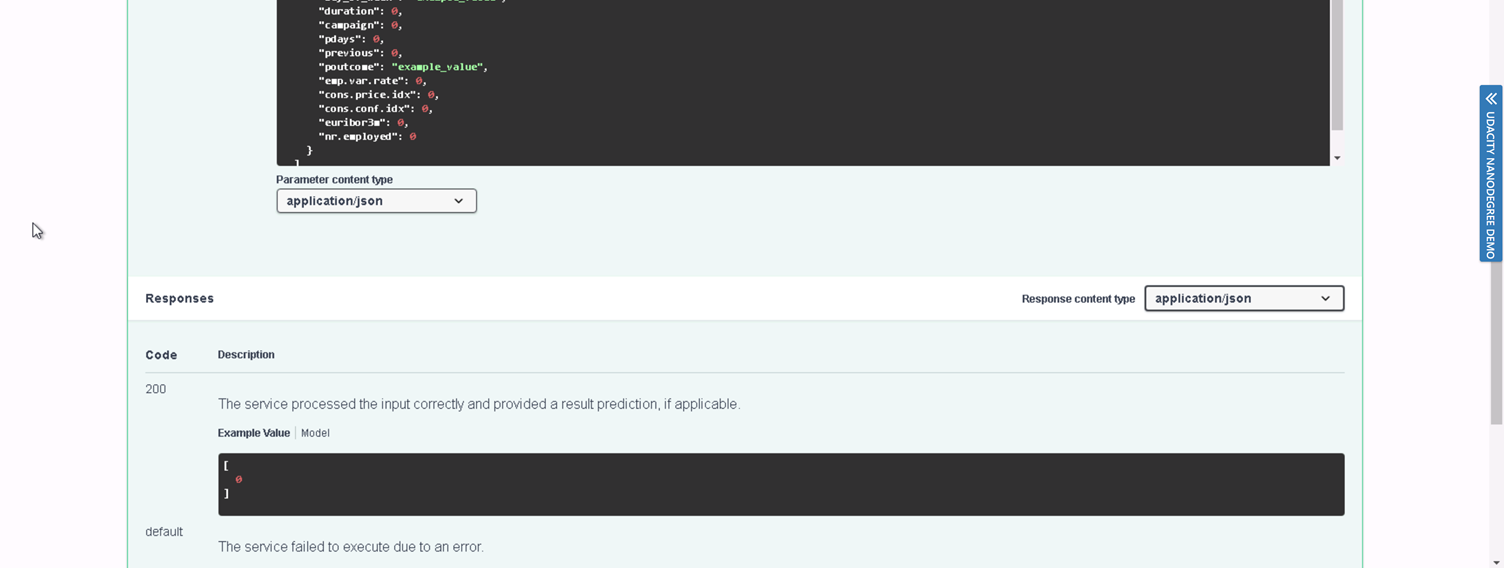 "duration": 0,
"campaign": 0,
"pdays": 0,
"previous": 0,
"poutcome": "example_value",
"emp.var.rate": 0,
"cons.price.idx": 0,
"cons.conf.idx": 0,
"euribor3m": 0,
"nr.employed": 0
}
]
Parameter content type
application/json
UDACITY NANODEGREE DEMO
Responses
Response content type
application/json
Code
Description
200
The service processed the input correctly and provided a result prediction, if applicable.
Example Value | Model
[
0
]
default
The service failed to execute due to an error.